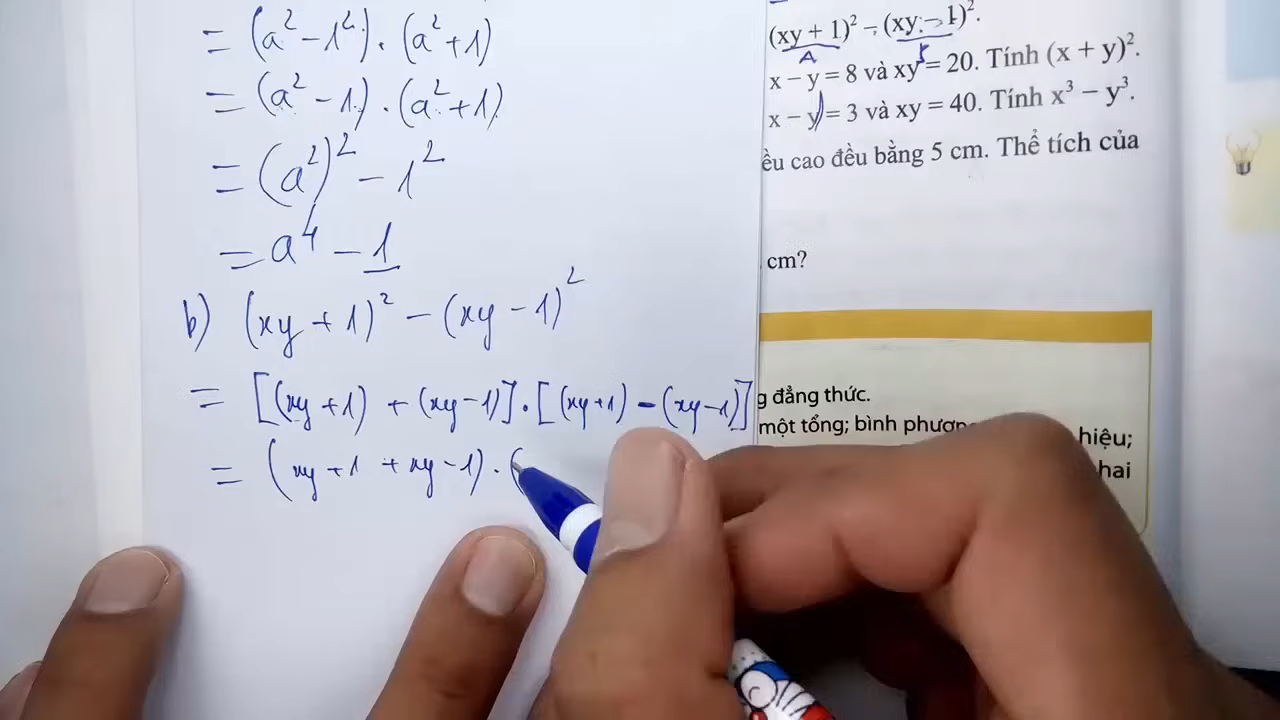 = (a² - 1²) . (a² + 1)
= (a² - 1) . (a² + 1)
= (a²)² - 1²
= a⁴ - 1
b) (xy + 1)² - (xy - 1)²
= [(xy + 1) + (xy - 1)] . [(xy + 1) - (xy - 1)]
= (xy + 1 + xy - 1) . (
(xy + 1)² - (xy - 1)².
A
x - y = 8 và xy = 20. Tính (x + y)².
x - y = 3 và xy = 40. Tính x³ - y³.
ều cao đều bằng 5 cm. Thể tích của
cm?
g đẳng thức.
một tổng; bình phương hiệu;
hai